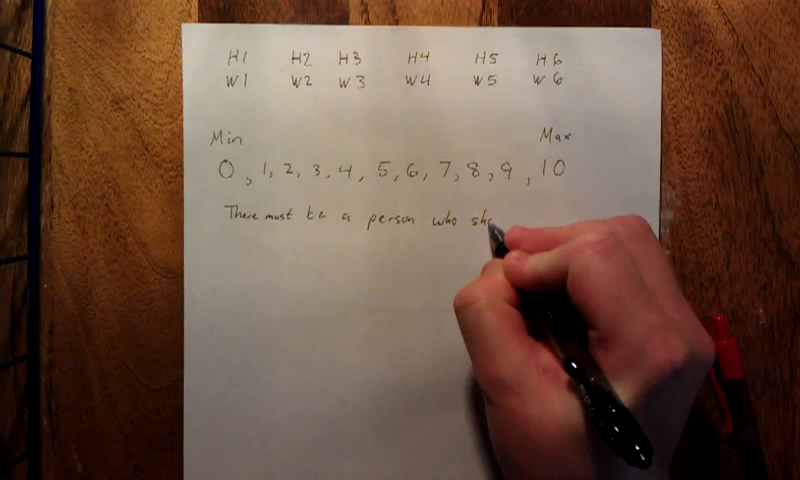 H1 H2 H3 H4 H5 H6
W1 W2 W3 W4 W5 W6
Min Max
0, 1, 2, 3, 4, 5, 6, 7, 8, 9, 10
There must be a person who sha